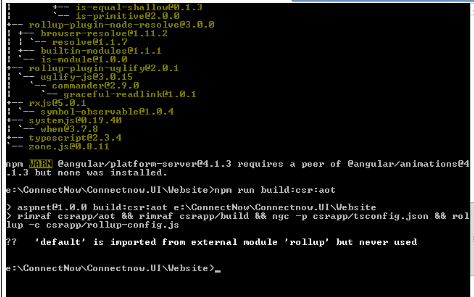 +-- is-equal-shallow@0.1.3
`-- is-primitive@2.0.0
+-- rollup-plugin-node-resolve@3.0.0
| +-- browser-resolve@1.11.2
| | `-- resolve@1.1.7
| +-- builtin-modules@1.1.1
| `-- is-module@1.0.0
+-- rollup-plugin-uglify@2.0.1
| `-- uglify-js@3.0.15
| `-- commander@2.9.0
| `-- graceful-readlink@1.0.1
+-- rxjs@5.0.1
| `-- symbol-observable@1.0.4
+-- systemjs@0.19.40
| `-- when@3.7.8
+-- typescript@2.3.4
`-- zone.js@0.8.11
npm WARN @angular/platform-server@4.1.3 requires a peer of @angular/animations@4
.1.3 but none was installed.
e:\ConnectNow\Connectnow.UI\Website>npm run build:csr:aot
> aspnet@1.0.0 build:csr:aot e:\ConnectNow\Connectnow.UI\Website
> rimraf csrapp/aot && rimraf csrapp/build && ngc -p csrapp/tsconfig.json && rol
lup -c csrapp/rollup-config.js
?? 'default' is imported from external module 'rollup' but never used
e:\ConnectNow\Connectnow.UI\Website>_